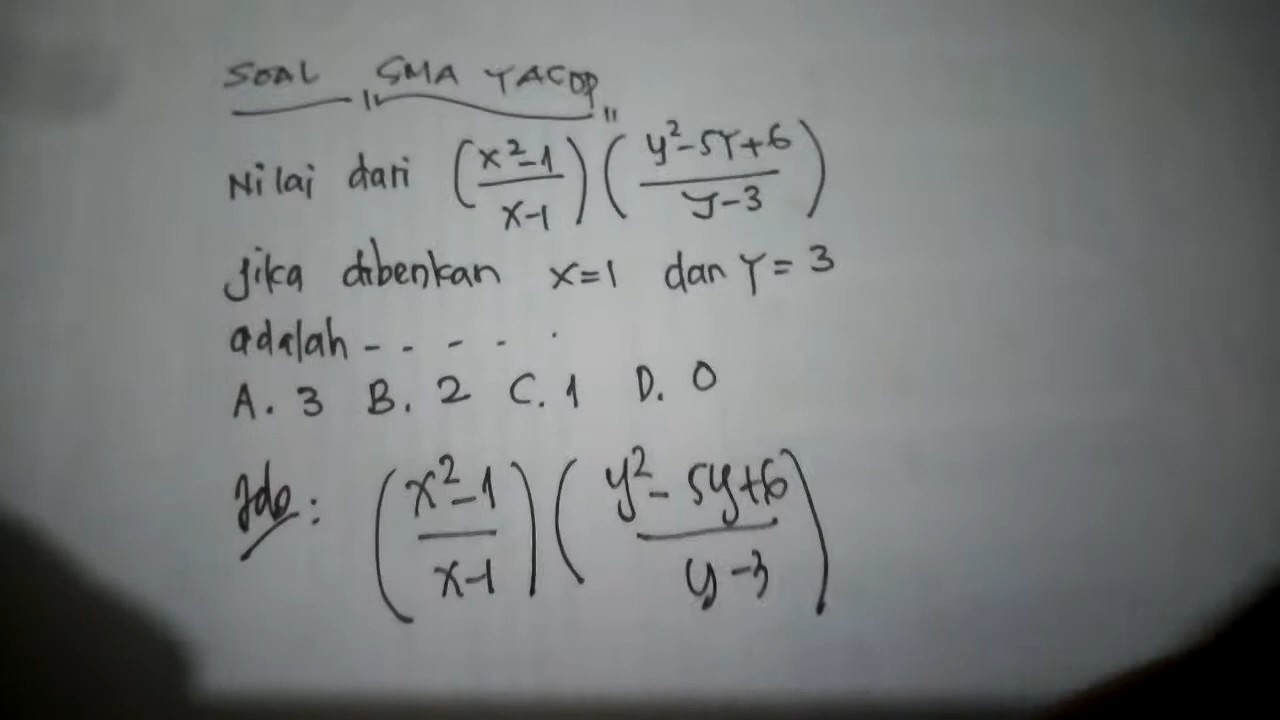 SOAL "SMA YACOP"
Nilai dari (x²-1 / x-1) (y²-5y+6 / y-3)
jika diberikan x=1 dan y=3
adalah - - - - .
A. 3 B. 2 C. 1 D. 0
Jdb: (x²-1 / x-1) (y²-5y+6 / y-3)